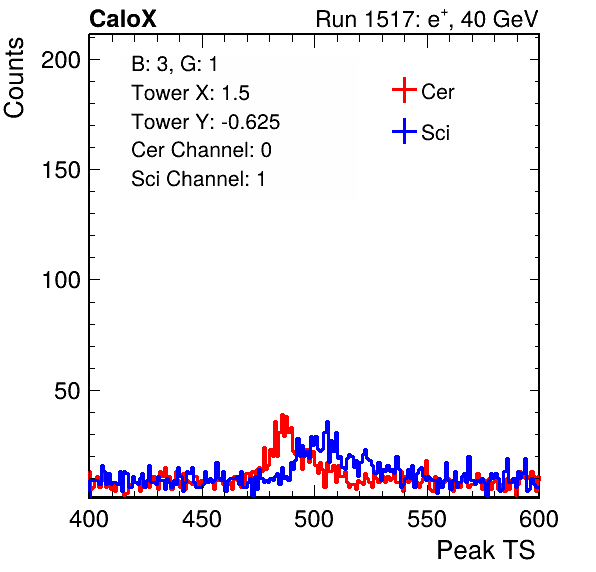 CaloX
Run 1517: e+, 40 GeV
Counts
B: 3, G: 1
Tower X: 1.5
Tower Y: -0.625
Cer Channel: 0
Sci Channel: 1
Cer
Sci
200
150
100
50
400
450
500
550
600
Peak TS